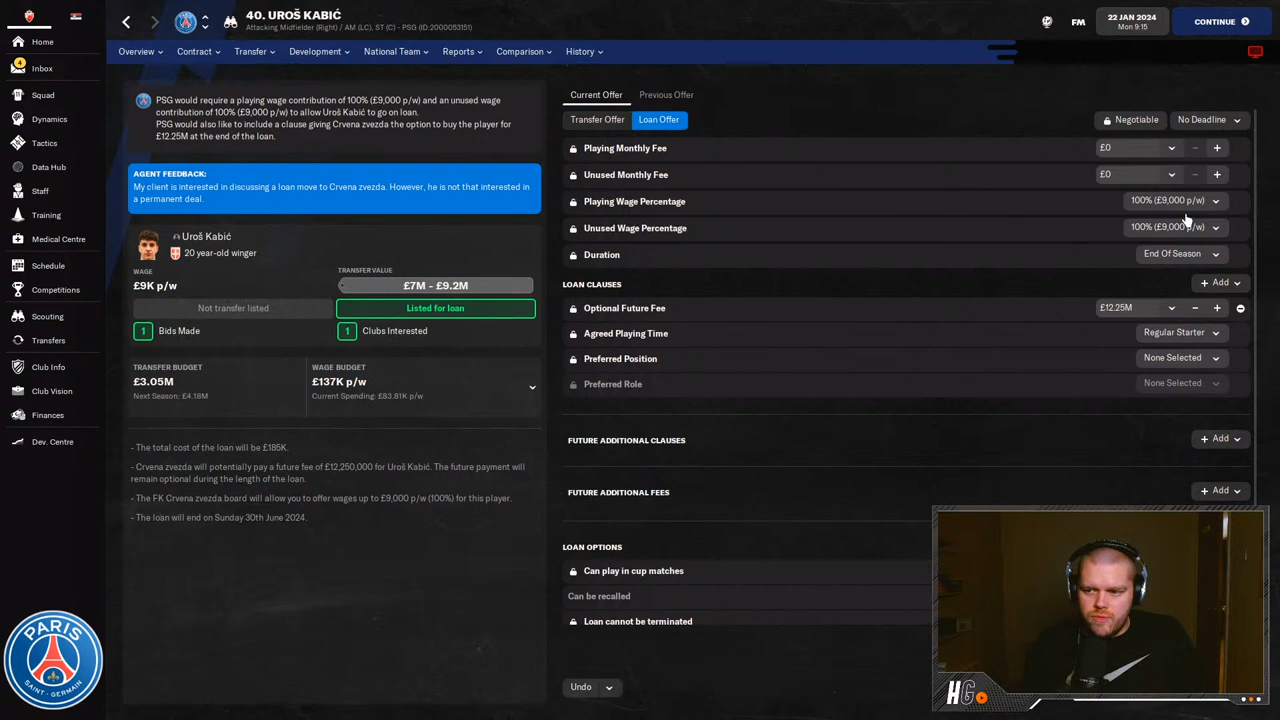 40. UROŠ KABIĆ
Attacking Midfielder (Right) / AM (LC), ST (C) - PSG (ID:2000053151)
FM
22 JAN 2024
Mon 9:15
CONTINUE
Overview
Contract
Transfer
Development
National Team
Reports
Comparison
History
Home
4
Inbox
Squad
Dynamics
Tactics
Data Hub
Staff
Training
Medical Centre
Schedule
Competitions
Scouting
Transfers
Club Info
Club Vision
Finances
Dev. Centre
PARIS
SAINT-GERMAIN
PSG would require a playing wage contribution of 100% (£9,000 p/w) and an unused wage
contribution of 100% (£9,000 p/w) to allow Uroš Kabić to go on loan.
PSG would also like to include a clause giving Crvena zvezda the option to buy the player for
£12.25M at the end of the loan.
AGENT FEEDBACK:
My client is interested in discussing a loan move to Crvena zvezda. However, he is not that interested in
a permanent deal.
Uroš Kabić
20 year-old winger
WAGE
£9K p/w
TRANSFER VALUE
£7M - £9.2M
Not transfer listed
Listed for loan
1 Bids Made
1 Clubs Interested
TRANSFER BUDGET
£3.05M
Next Season: £4.18M
WAGE BUDGET
£137K p/w
Current Spending: £83.81K p/w
- The total cost of the loan will be £185K.
- Crvena zvezda will potentially pay a future fee of £12,250,000 for Uroš Kabić. The future payment will
remain optional during the length of the loan.
- The FK Crvena zvezda board will allow you to offer wages up to £9,000 p/w (100%) for this player.
- The loan will end on Sunday 30th June 2024.
Current Offer
Previous Offer
Transfer Offer
Loan Offer
Negotiable
No Deadline
Playing Monthly Fee £0
Unused Monthly Fee £0
Playing Wage Percentage 100% (£9,000 p/w)
Unused Wage Percentage 100% (£9,000 p/w)
Duration End Of Season
LOAN CLAUSES + Add
Optional Future Fee £12.25M
Agreed Playing Time Regular Starter
Preferred Position None Selected
Preferred Role None Selected
FUTURE ADDITIONAL CLAUSES + Add
FUTURE ADDITIONAL FEES + Add
LOAN OPTIONS
Can play in cup matches
Can be recalled
Loan cannot be terminated
Undo
HG